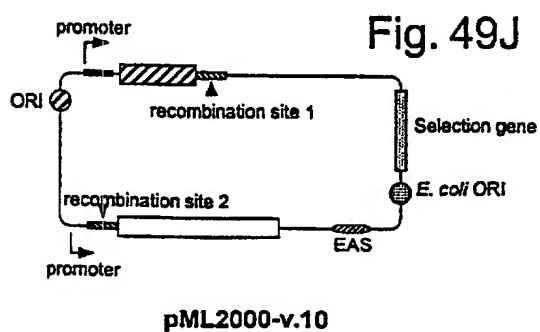 Fig. 49J
promoter
ORI
recombination site 1
Selection gene
E. coli ORI
recombination site 2
EAS
promoter
pML2000-v.10